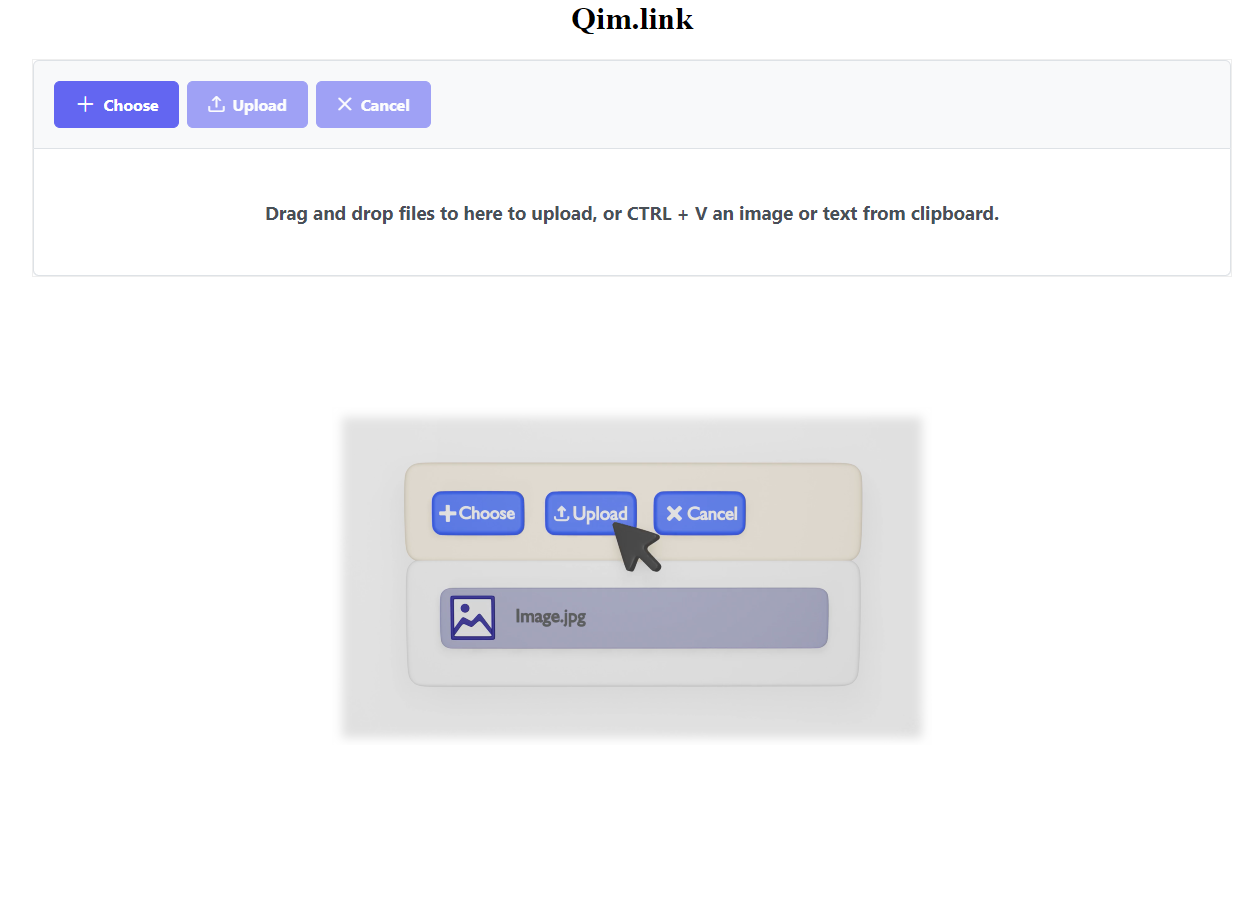 Qim.link
Choose Upload Cancel
Drag and drop files to here to upload, or CTRL + V an image or text from clipboard.
Choose Upload Cancel
Image.jpg